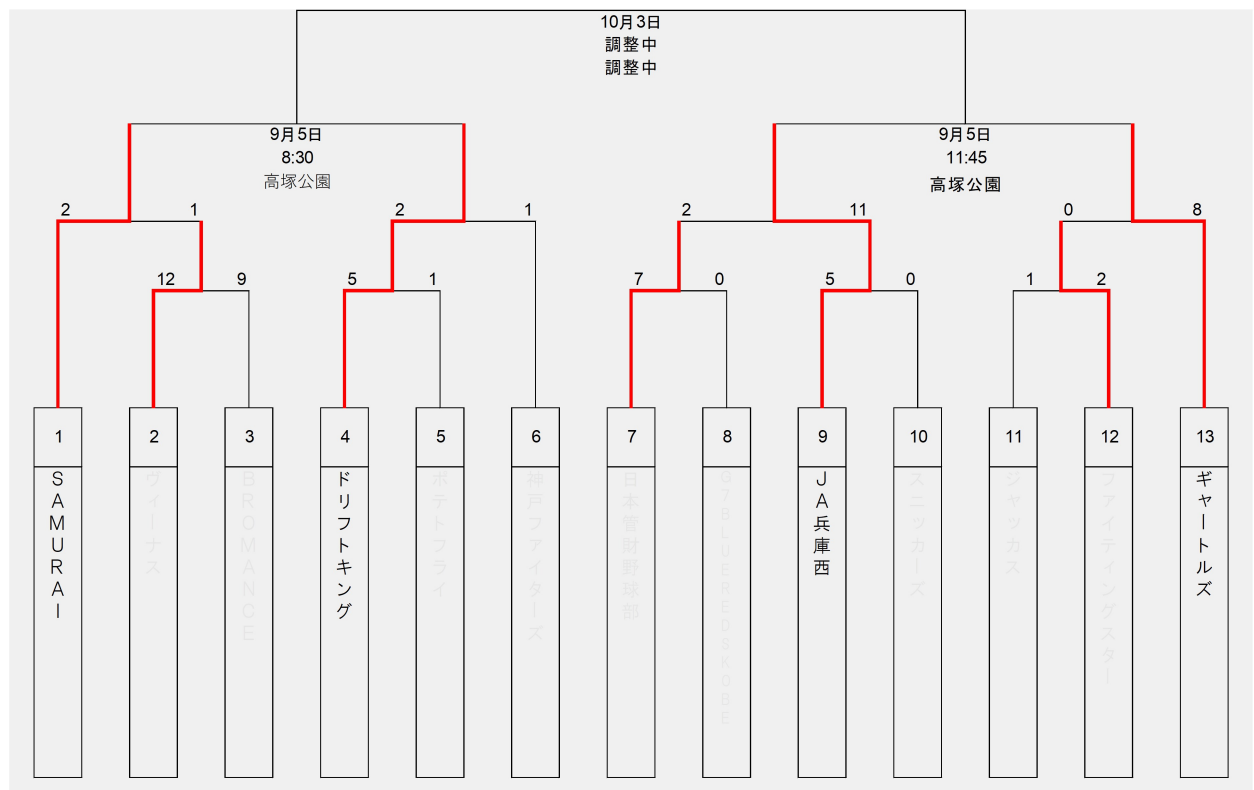 10月3日
調整中
調整中
9月5日
8:30
高塚公園
9月5日
11:45
高塚公園
2 1 2 1 2 11 0 8
12 9 5 1 7 0 5 0 1 2
1 2 3 4 5 6 7 8 9 10 11 12 13
SAMURAI
ヴィーナス
BROMANCE
ドリフトキング
ポテトフライ
神戸ファイターズ
日本管財野球部
G7BLUEREDSKOBE
JA兵庫西
スニッカーズ
ジャッカス
ファイティングスター
ギャートルズ